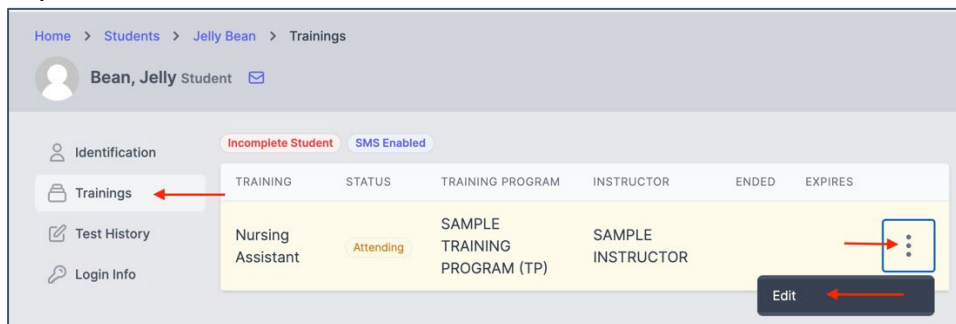 Home > Students > Jelly Bean > Trainings
Bean, Jelly Student
Identification
Trainings
Test History
Login Info
Incomplete Student SMS Enabled
TRAINING STATUS TRAINING PROGRAM INSTRUCTOR ENDED EXPIRES
Nursing
Assistant
Attending
SAMPLE
TRAINING
PROGRAM (TP)
SAMPLE
INSTRUCTOR
Edit